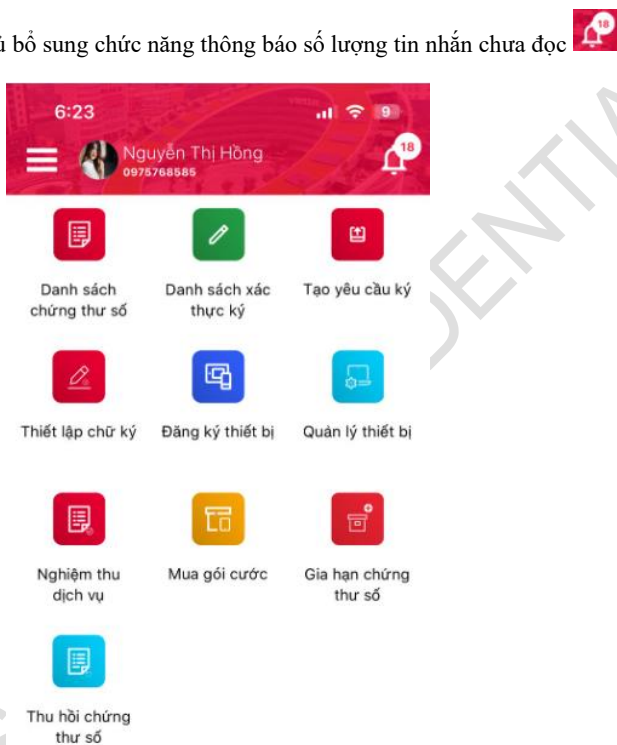 bổ sung chức năng thông báo số lượng tin nhắn chưa đọc 18
6:23 9
Nguyễn Thị Hồng 18
0975768585
Danh sách Danh sách xác Tạo yêu cầu ký
chứng thư số thực ký
Thiết lập chữ ký Đăng ký thiết bị Quản lý thiết bị
Nghiệm thu Mua gói cước Gia hạn chứng
dịch vụ thư số
Thu hồi chứng
thư số